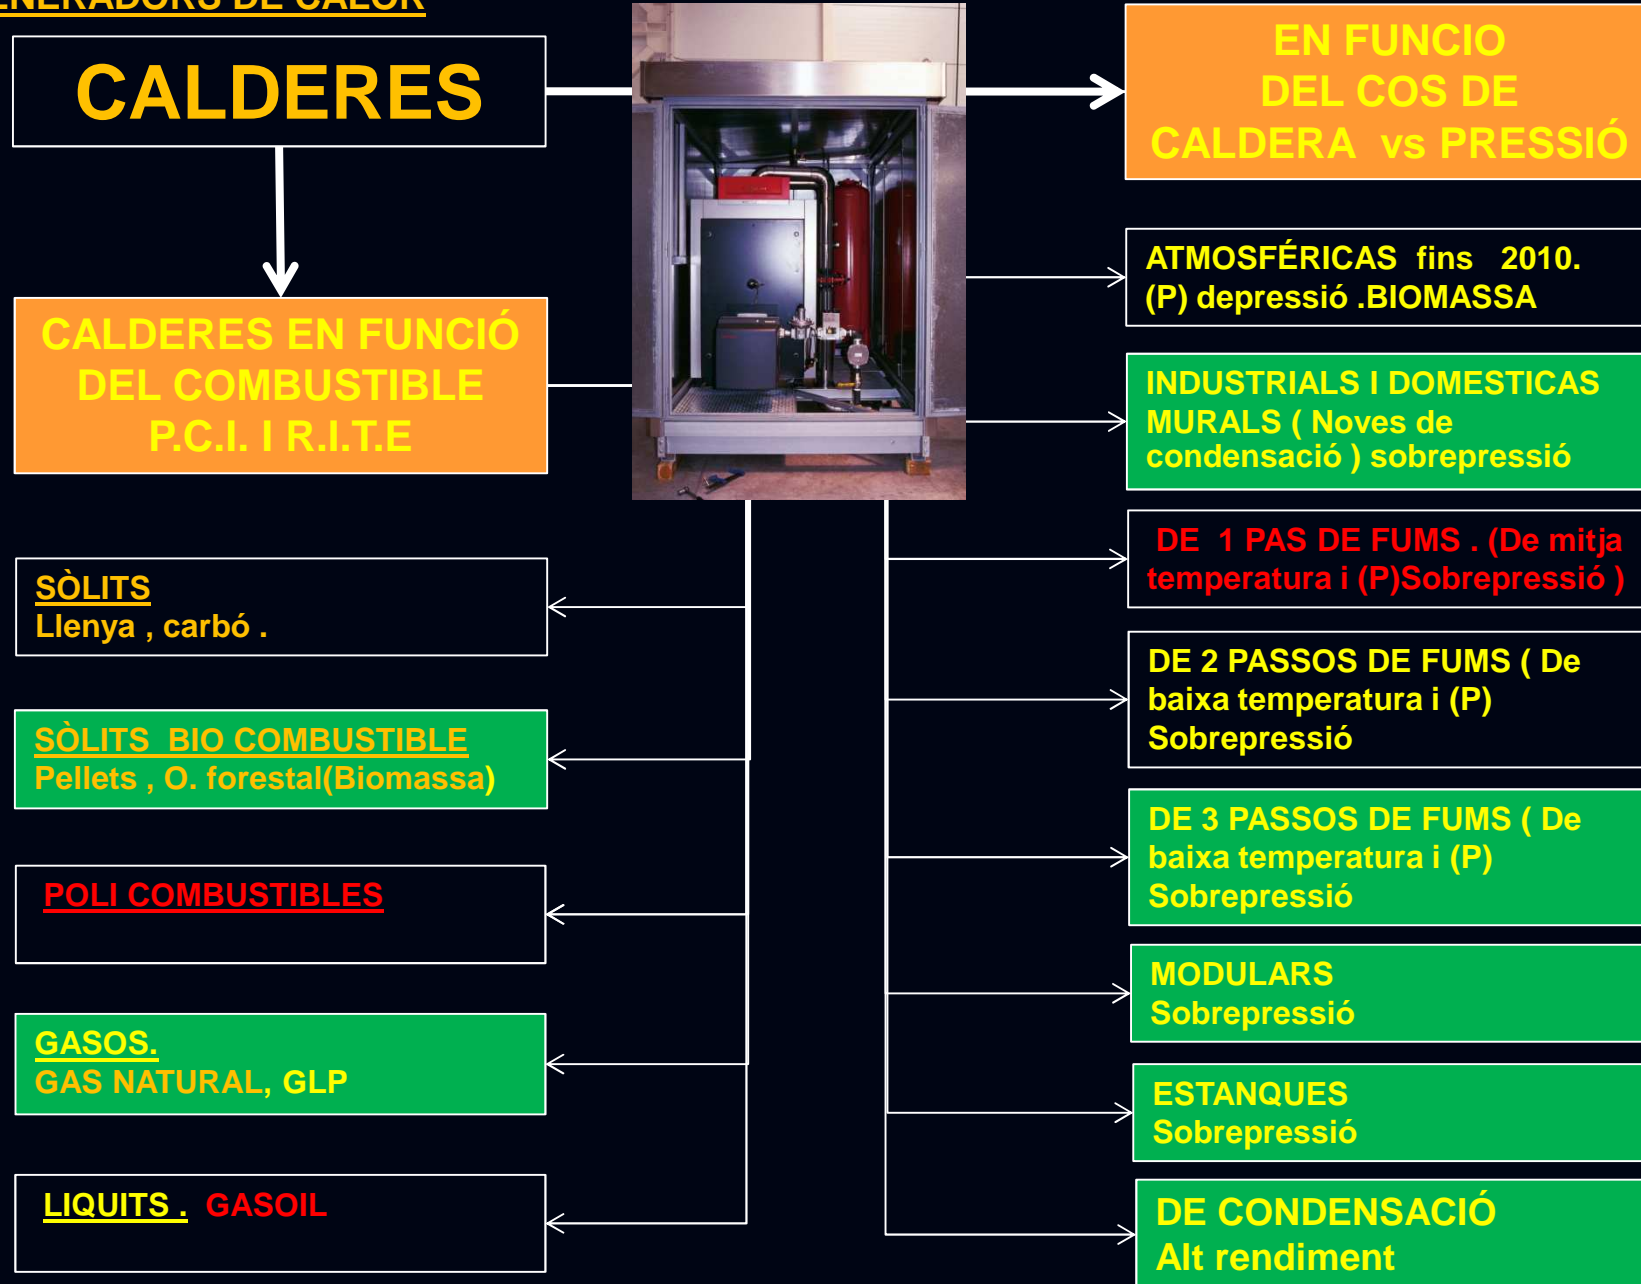 ENERADORS DE CALOR
CALDERES
CALDERES EN FUNCIÓ
DEL COMBUSTIBLE
P.C.I. I R.I.T.E
SÒLITS
Llenya , carbó .
SÒLITS BIO COMBUSTIBLE
Pellets , O. forestal(Biomassa)
POLI COMBUSTIBLES
GASOS.
GAS NATURAL, GLP
LIQUITS . GASOIL
EN FUNCIO
DEL COS DE
CALDERA vs PRESSIÓ
ATMOSFÉRICAS fins 2010.
(P) depressió .BIOMASSA
INDUSTRIALS I DOMESTICAS
MURALS ( Noves de
condensació ) sobrepressió
DE 1 PAS DE FUMS . (De mitja
temperatura i (P)Sobrepressió )
DE 2 PASSOS DE FUMS ( De
baixa temperatura i (P)
Sobrepressió
DE 3 PASSOS DE FUMS ( De
baixa temperatura i (P)
Sobrepressió
MODULARS
Sobrepressió
ESTANQUES
Sobrepressió
DE CONDENSACIÓ
Alt rendiment